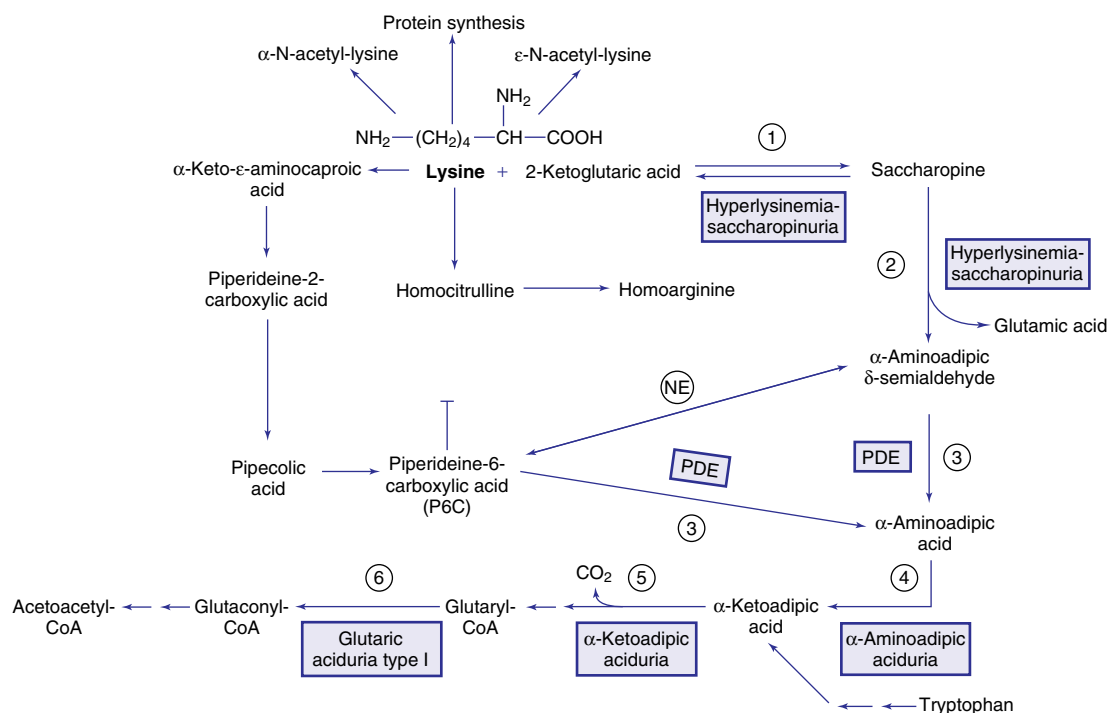 Protein synthesis
α-N-acetyl-lysine
ε-N-acetyl-lysine
NH2
NH2—(CH2)4—CH—COOH
1
α-Keto-ε-aminocaproic
acid
Lysine + 2-Ketoglutaric acid
Saccharopine
Hyperlysinemia-
saccharopinuria
2
Hyperlysinemia-
saccharopinuria
Piperideine-2-
carboxylic acid
Homocitrulline
Homoarginine
Glutamic acid
α-Aminoadipic
δ-semialdehyde
NE
Pipecolic
acid
Piperideine-6-
carboxylic acid
(P6C)
PDE
PDE
3
3
α-Aminoadipic
acid
6
CO2
5
4
Acetoacetyl-
CoA
Glutaconyl-
CoA
Glutaryl-
CoA
α-Ketoadipic
acid
Glutaric
aciduria type I
α-Ketoadipic
aciduria
α-Aminoadipic
aciduria
Tryptophan